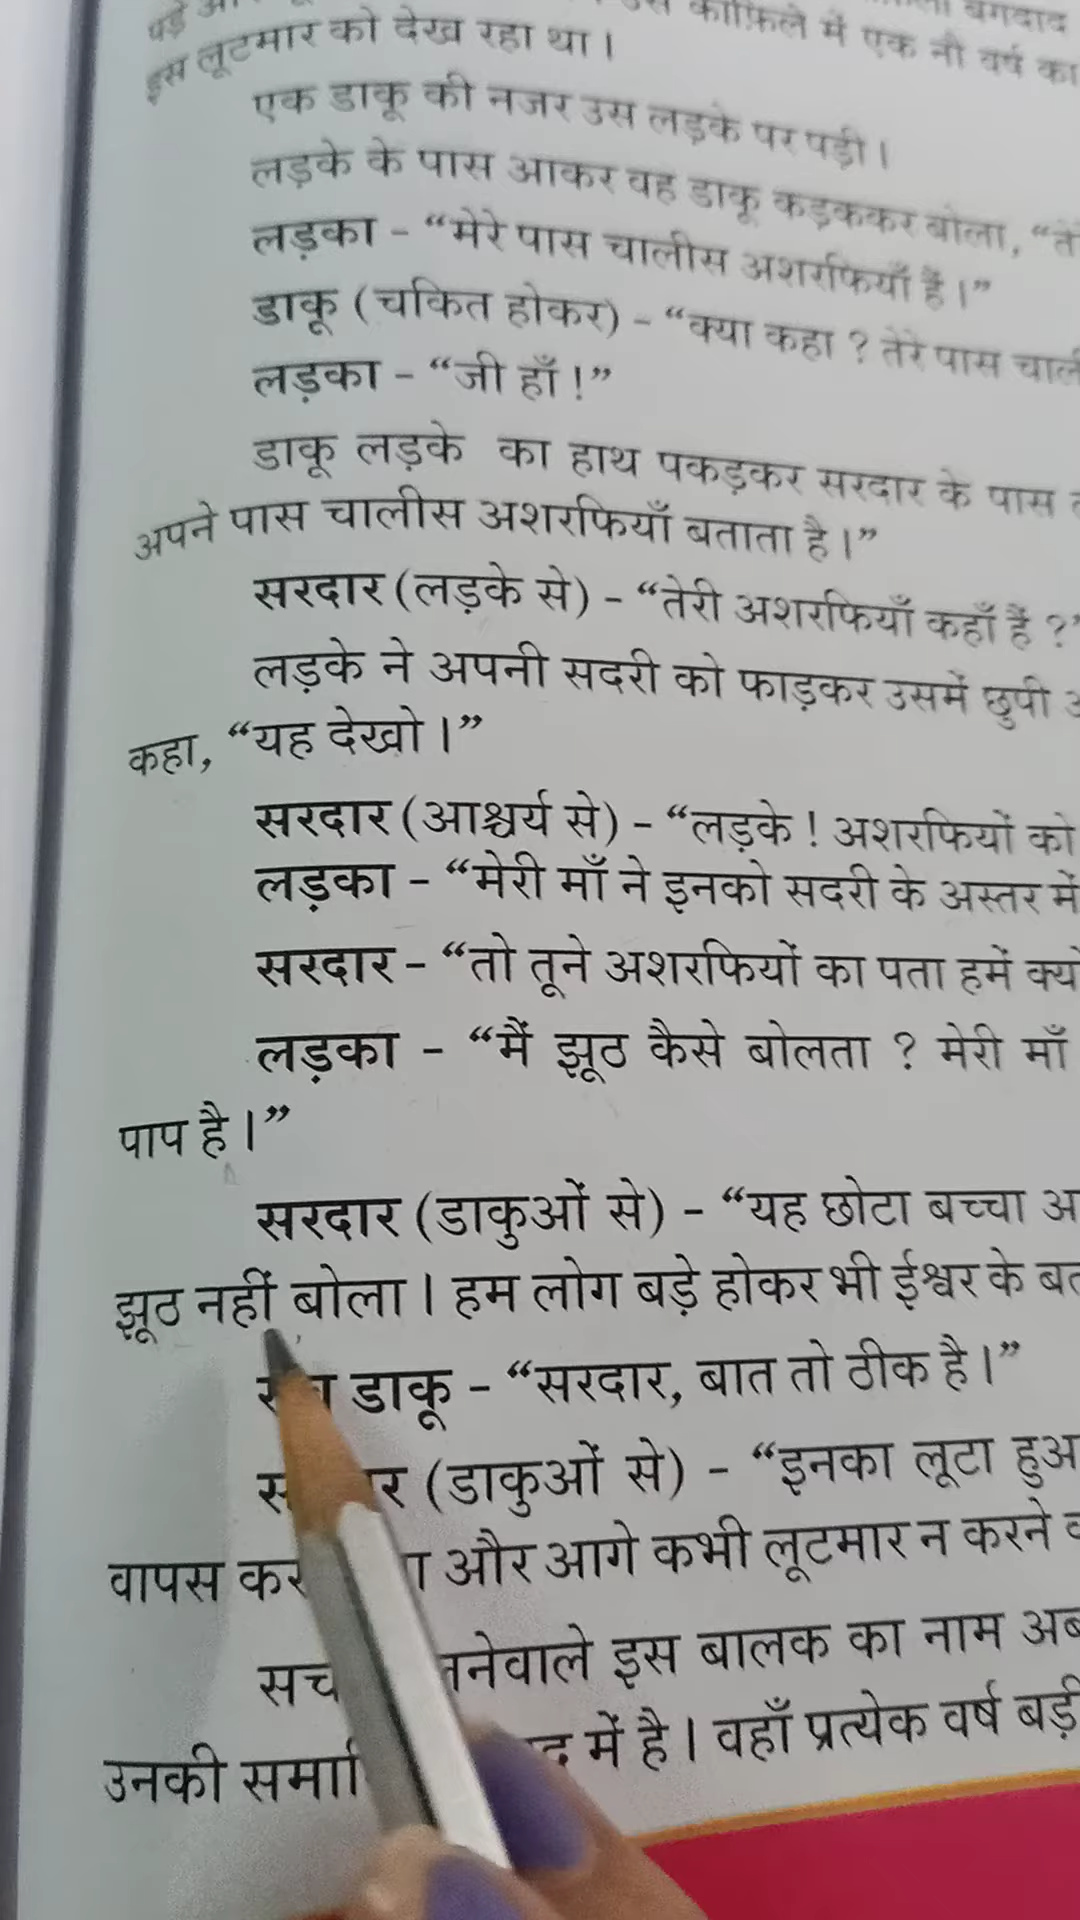 काफ़िले में एक नौ वर्ष का
इस लूटमार को देख रहा था।
एक डाकू की नजर उस लड़के पर पड़ी।
लड़के के पास आकर वह डाकू कड़ककर बोला, “
लड़का - “मेरे पास चालीस अशरफियाँ हैं।”
डाकू (चकित होकर) - “क्या कहा ? तेरे पास
लड़का - “जी हाँ !”
डाकू लड़के का हाथ पकड़कर सरदार के पास
अपने पास चालीस अशरफियाँ बताता है।”
सरदार (लड़के से) - “तेरी अशरफियाँ कहाँ हैं ?”
लड़के ने अपनी सदरी को फाड़कर उसमें छुपी
कहा, “यह देखो।”
सरदार (आश्चर्य से) - “लड़के ! अशरफियों को
लड़का - “मेरी माँ ने इनको सदरी के अस्तर में
सरदार - “तो तूने अशरफियों का पता हमें
लड़का - “मैं झूठ कैसे बोलता ? मेरी माँ
पाप है।”
सरदार (डाकुओं से) - “यह छोटा बच्चा
झूठ नहीं बोला। हम लोग बड़े होकर भी ईश्वर के
डाकू - “सरदार, बात तो ठीक है।”
(डाकुओं से) - “इनका लूटा
वापस और आगे कभी लूटमार न करने
इस बालक का नाम
उनकी में है। वहाँ प्रत्येक वर्ष